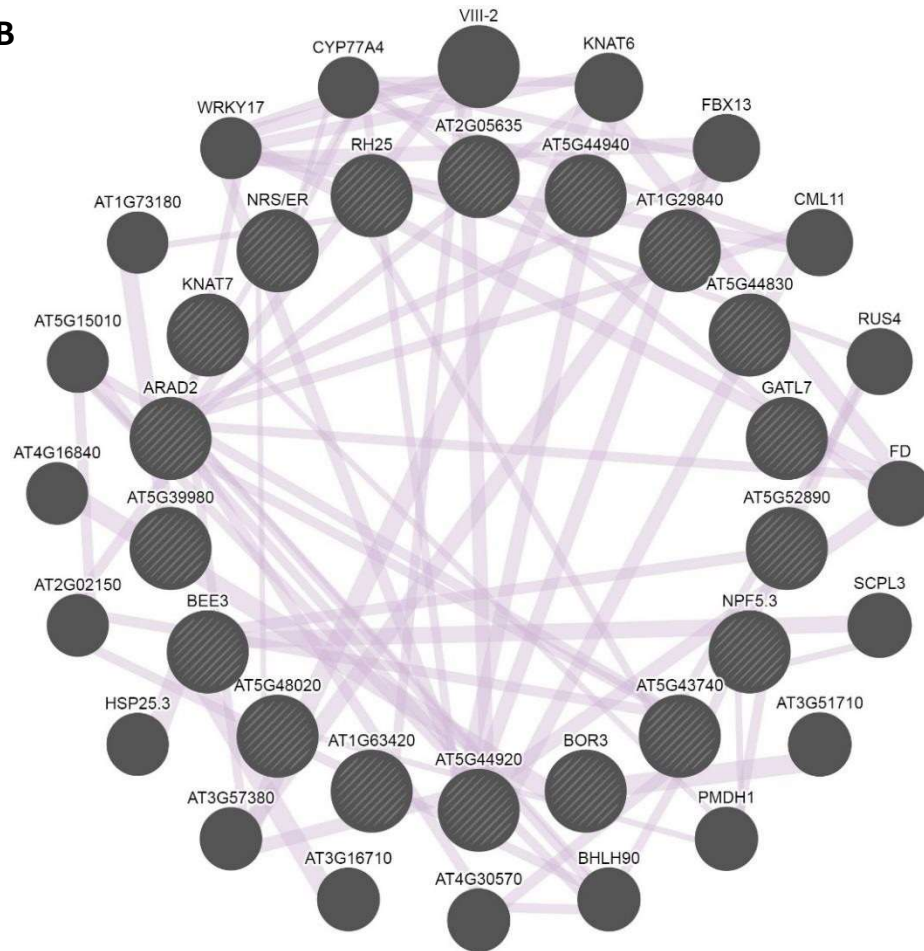 B
VIII-2
CYP77A4
KNAT6
WRKY17
FBX13
RH25
AT2G05635
AT5G44940
AT1G73180
NRS/ER
AT1G29840
CML11
KNAT7
AT5G44830
AT5G15010
RUS4
ARAD2
GATL7
AT4G16840
FD
AT5G39980
AT5G52890
AT2G02150
BEE3
NPF5.3
SCPL3
HSP25.3
AT5G48020
AT5G43740
AT3G51710
AT1G63420
AT5G44920
BOR3
AT3G57380
PMDH1
AT3G16710
AT4G30570
BHLH90